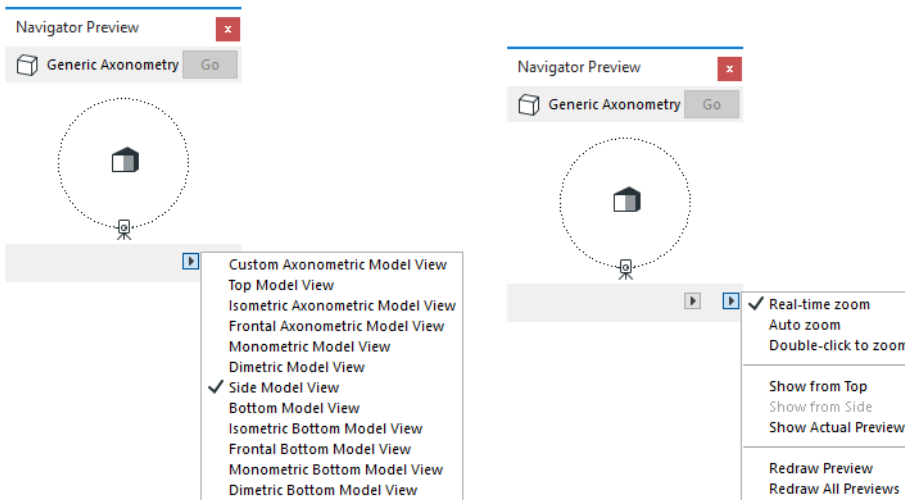 Navigator Preview
x
Generic Axonometry
Go
Custom Axonometric Model View
Top Model View
Isometric Axonometric Model View
Frontal Axonometric Model View
Monometric Model View
Dimetric Model View
Side Model View
Bottom Model View
Isometric Bottom Model View
Frontal Bottom Model View
Monometric Bottom Model View
Dimetric Bottom Model View
Navigator Preview
x
Generic Axonometry
Go
Real-time zoom
Auto zoom
Double-click to zoom
Show from Top
Show from Side
Show Actual Preview
Redraw Preview
Redraw All Previews